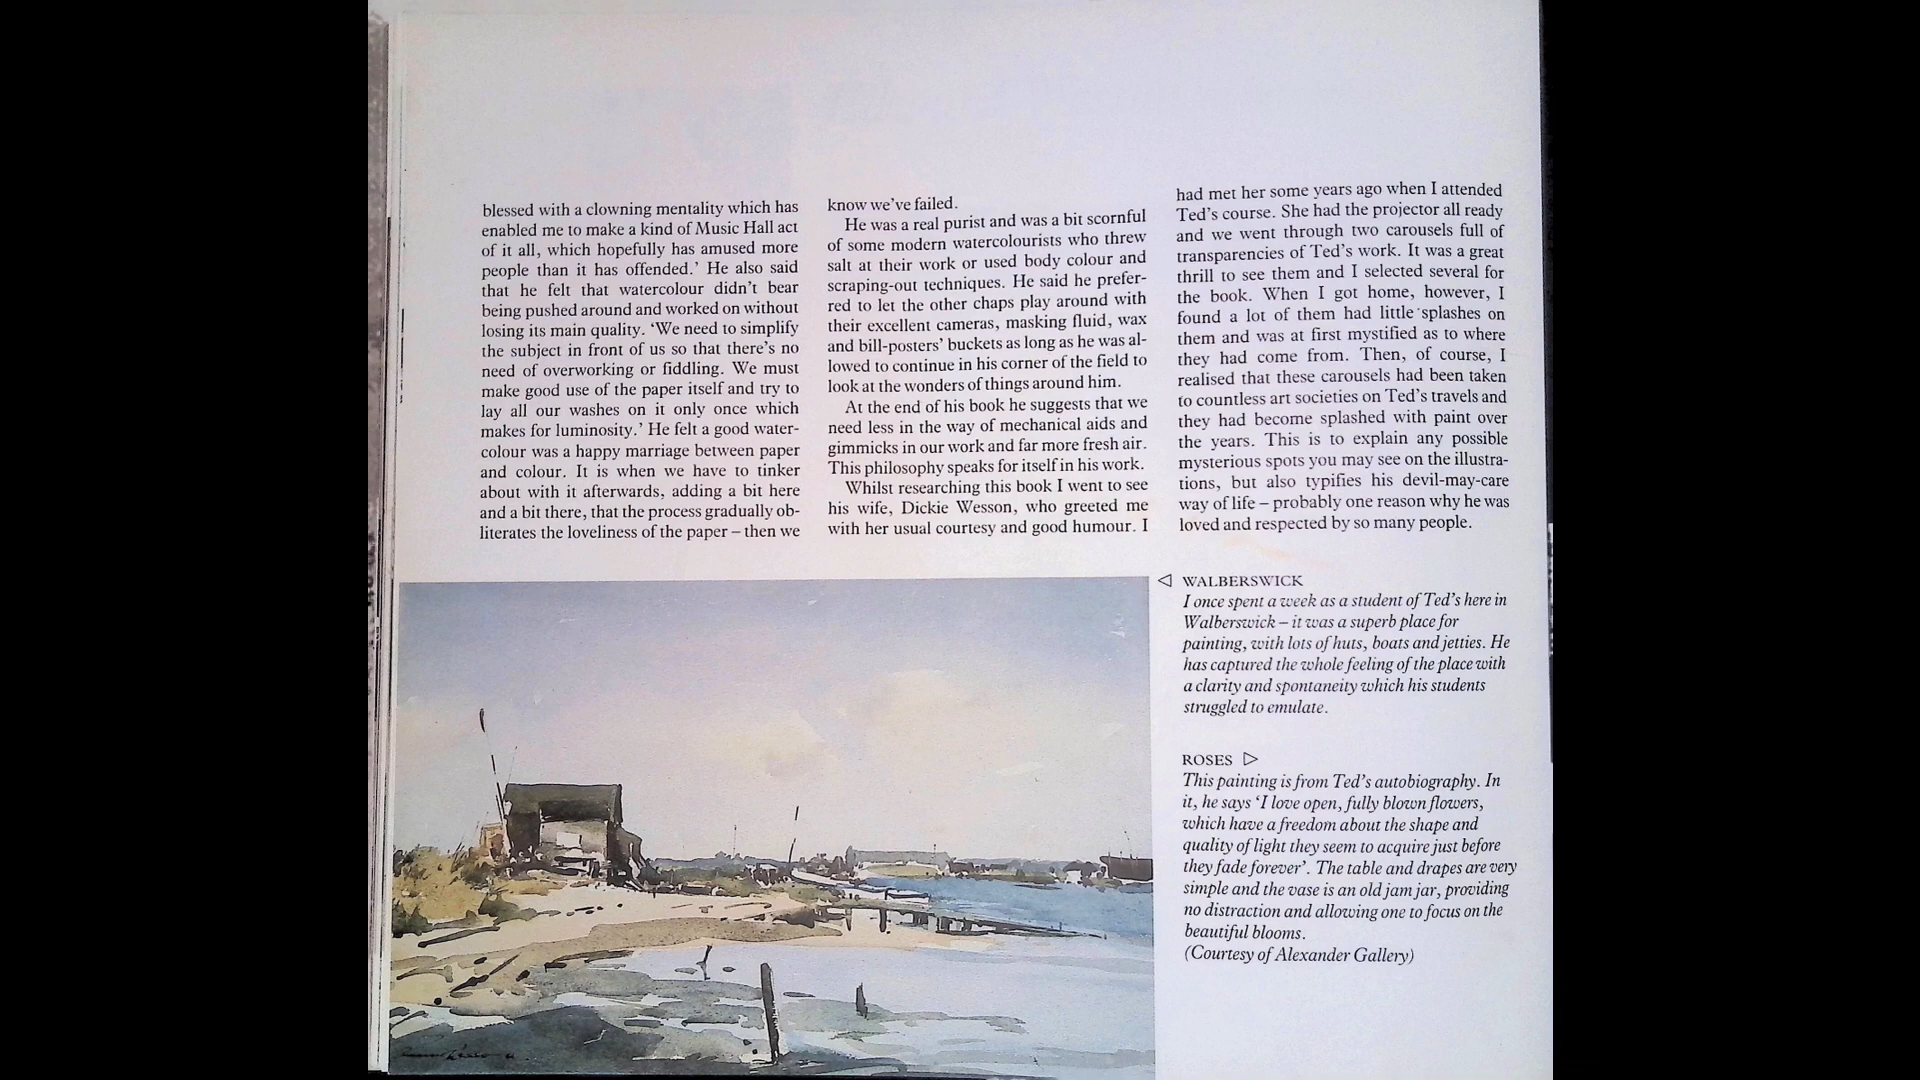 blessed with a clowning mentality which has
enabled me to make a kind of Music Hall act
of it all, which hopefully has amused more
people than it has offended.’ He also said
that he felt that watercolour didn’t bear
being pushed around and worked on without
losing its main quality. ‘We need to simplify
the subject in front of us so that there’s no
need of overworking or fiddling. We must
make good use of the paper itself and try to
lay all our washes on it only once which
makes for luminosity.’ He felt a good water-
colour was a happy marriage between paper
and colour. It is when we have to tinker
about with it afterwards, adding a bit here
and a bit there, that the process gradually ob-
literates the loveliness of the paper – then we
know we’ve failed.
He was a real purist and was a bit scornful
of some modern watercolourists who threw
salt at their work or used body colour and
scraping-out techniques. He said he prefer-
red to let the other chaps play around with
their excellent cameras, masking fluid, wax
and bill-posters’ buckets as long as he was al-
lowed to continue in his corner of the field to
look at the wonders of things around him.
At the end of his book he suggests that we
need less in the way of mechanical aids and
gimmicks in our work and far more fresh air.
This philosophy speaks for itself in his work.
Whilst researching this book I went to see
his wife, Dickie Wesson, who greeted me
with her usual courtesy and good humour. I
had met her some years ago when I attended
Ted’s course. She had the projector all ready
and we went through two carousels full of
transparencies of Ted’s work. It was a great
thrill to see them and I selected several for
the book. When I got home, however, I
found a lot of them had little splashes on
them and was at first mystified as to where
they had come from. Then, of course, I
realised that these carousels had been taken
to countless art societies on Ted’s travels and
they had become splashed with paint over
the years. This is to explain any possible
mysterious spots you may see on the illustra-
tions, but also typifies his devil-may-care
way of life – probably one reason why he was
loved and respected by so many people.
WALBERSWICK
I once spent a week as a student of Ted’s here in
Walberswick – it was a superb place for
painting, with lots of huts, boats and jetties. He
has captured the whole feeling of the place with
a clarity and spontaneity which his students
struggled to emulate.
ROSES
This painting is from Ted’s autobiography. In
it, he says ‘I love open, fully blown flowers,
which have a freedom about the shape and
quality of light they seem to acquire just before
they fade forever’. The table and drapes are very
simple and the vase is an old jam jar, providing
no distraction and allowing one to focus on the
beautiful blooms.
(Courtesy of Alexander Gallery)